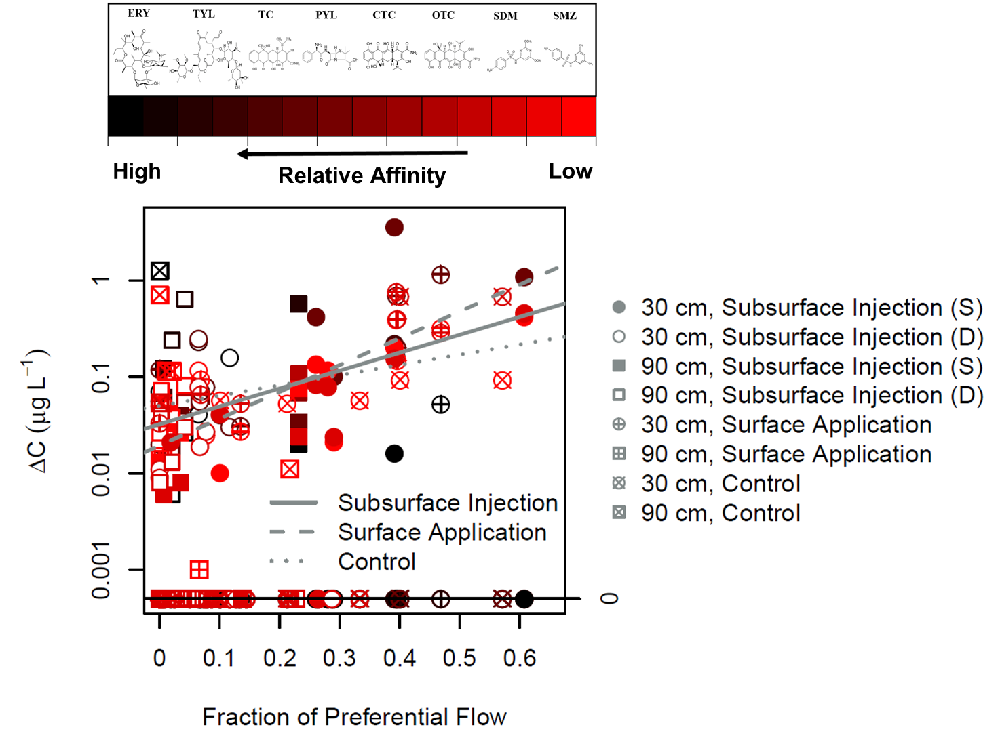 ERY TYL TC PYL CTC OTC SDM SMZ
High Relative Affinity Low
ΔC (µg L⁻¹)
1
0.1
0.01
0.001
0
Subsurface Injection
Surface Application
Control
0 0.1 0.2 0.3 0.4 0.5 0.6
Fraction of Preferential Flow
30 cm, Subsurface Injection (S)
30 cm, Subsurface Injection (D)
90 cm, Subsurface Injection (S)
90 cm, Subsurface Injection (D)
30 cm, Surface Application
90 cm, Surface Application
30 cm, Control
90 cm, Control